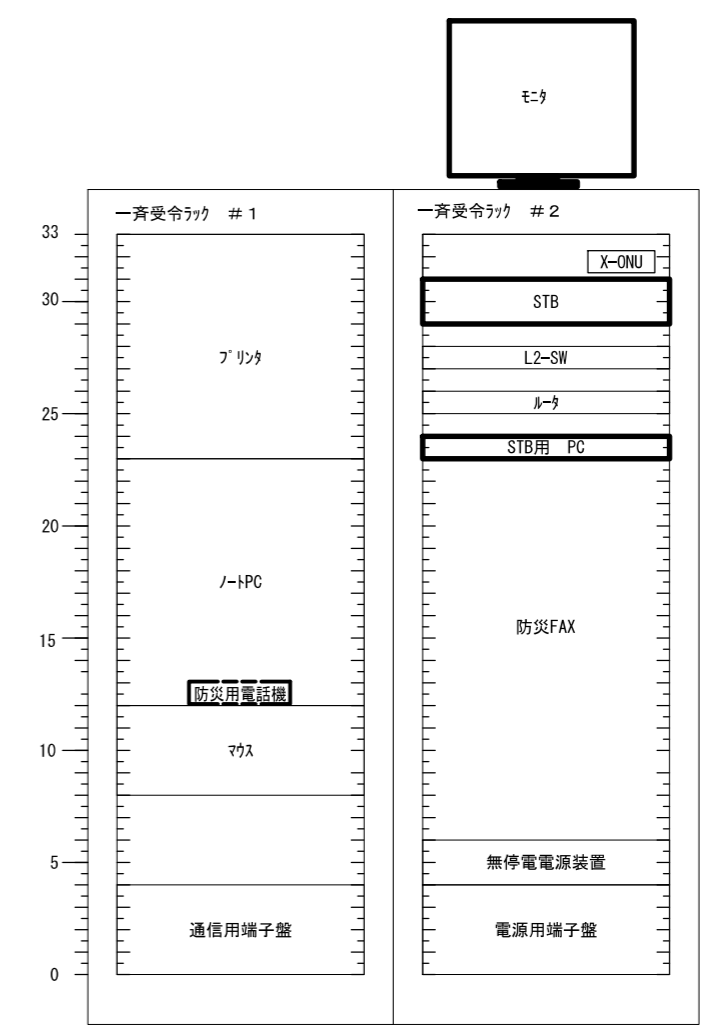 ﾓﾆﾀ
一斉受令ﾗｯｸ　＃１
一斉受令ﾗｯｸ　＃２
33
X-ONU
30
STB
ﾌﾟﾘﾝﾀ
L2-SW
ﾙｰﾀ
25
STB用　PC
20
ﾉｰﾄPC
防災FAX
15
防災用電話機
10
ﾏｳｽ
5
無停電電源装置
通信用端子盤
電源用端子盤
0